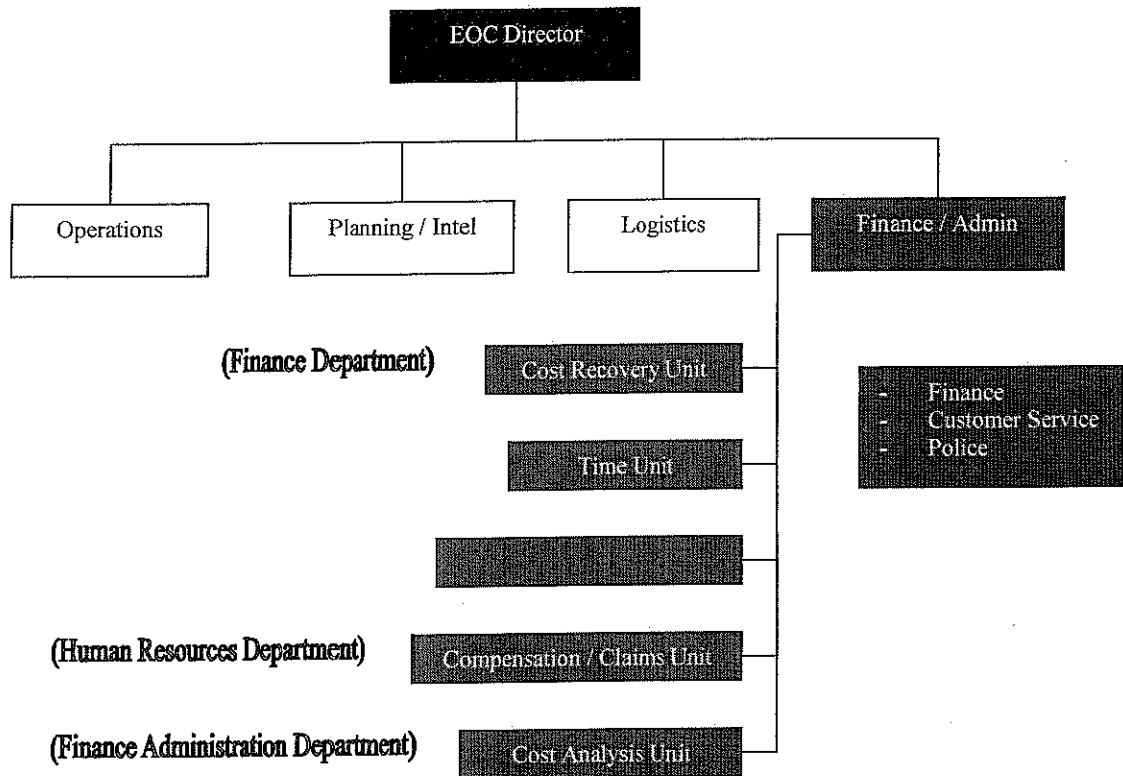 EOC Director
Operations
Planning / Intel
Logistics
Finance / Admin
(Finance Department)
Cost Recovery Unit
- Finance
- Customer Service
- Police
Time Unit
(Human Resources Department)
Compensation / Claims Unit
(Finance Administration Department)
Cost Analysis Unit